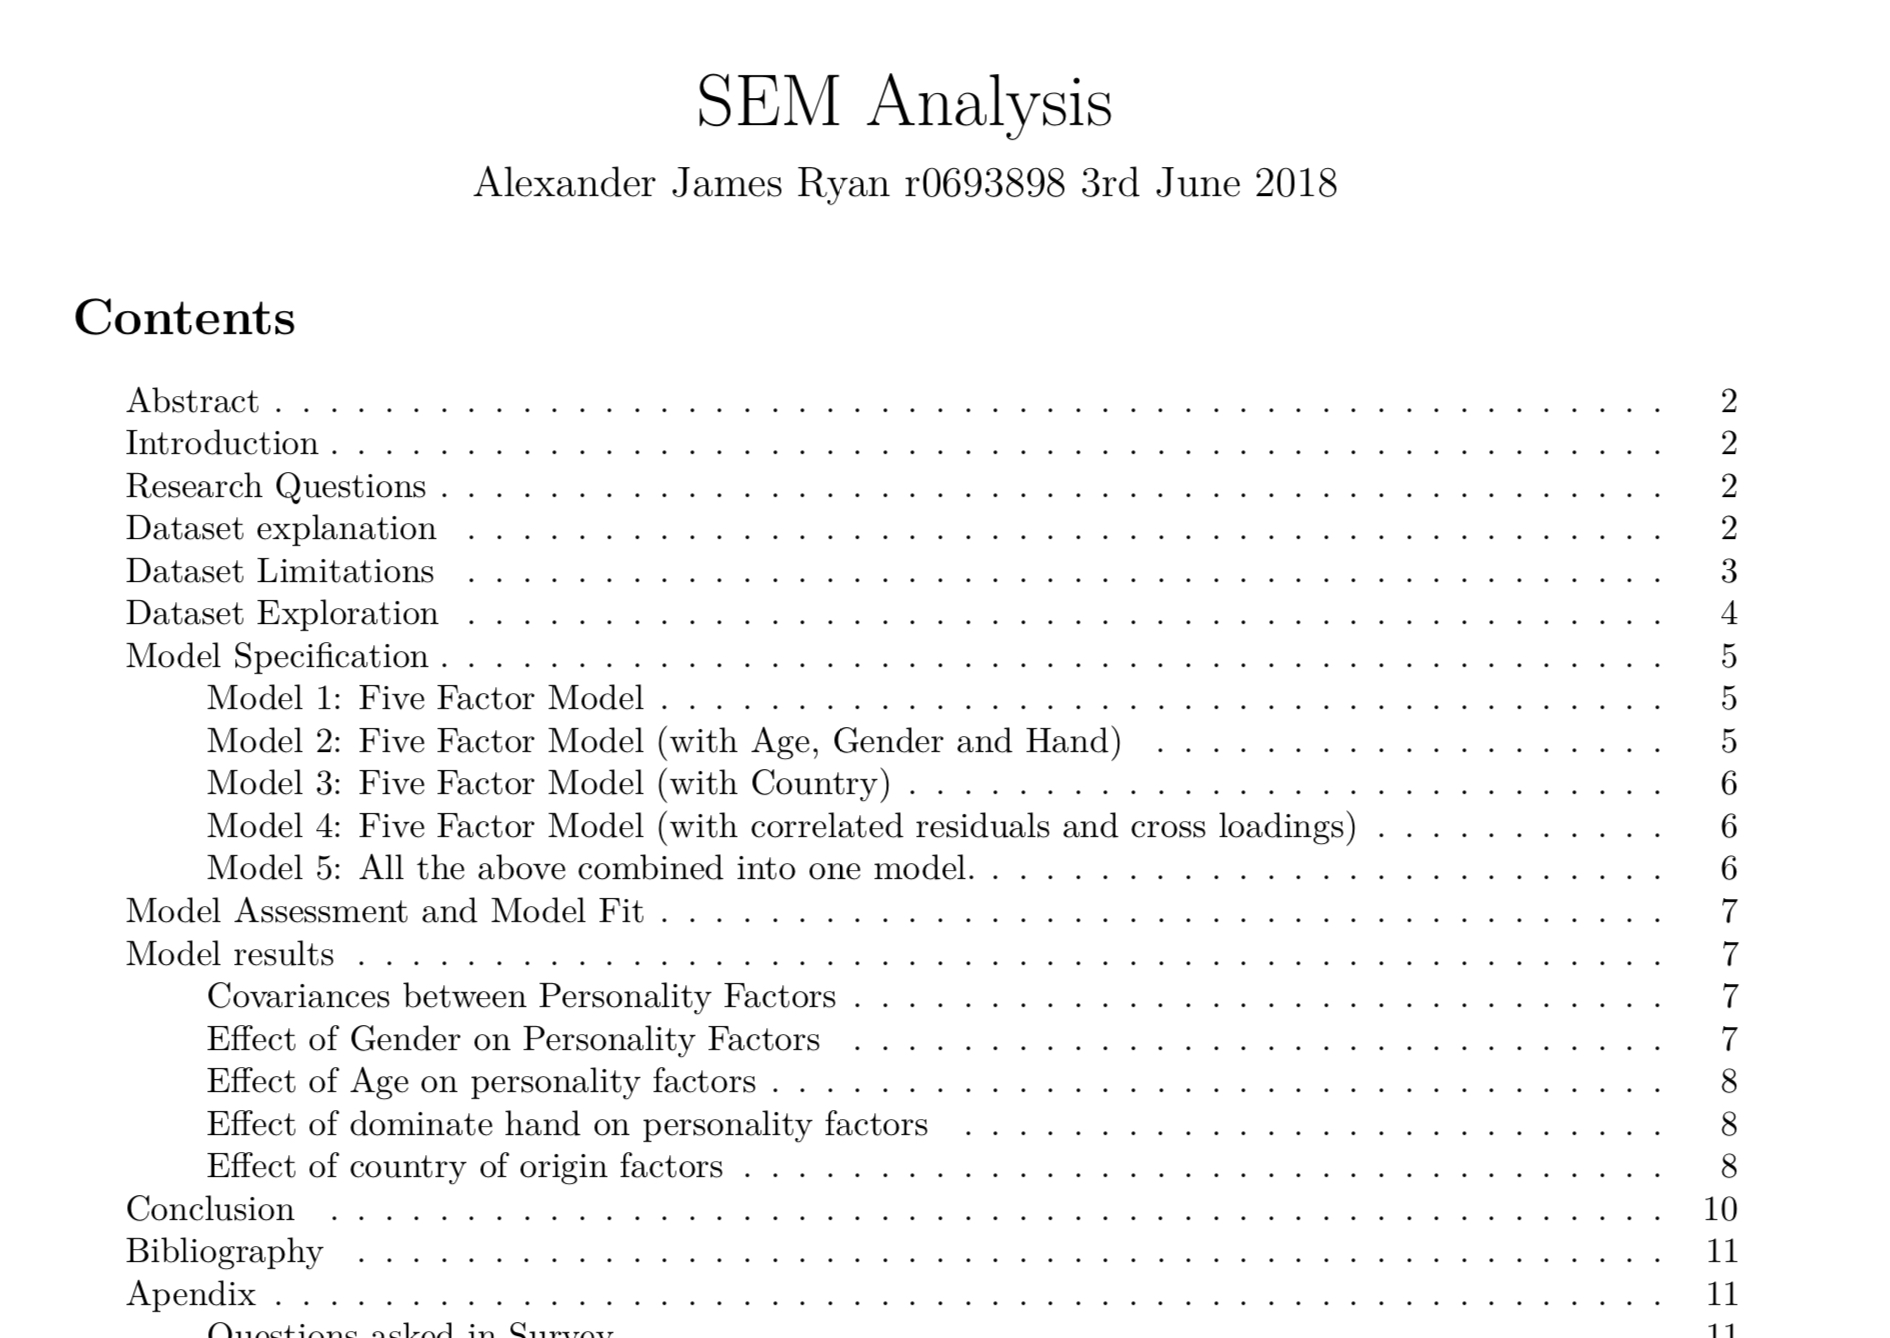 SEM Analysis
Alexander James Ryan r0693898 3rd June 2018
Contents
Abstract . . . . . . . . . . . . . . . . . . . . . . . . . . . . . . . . . . . . . . . . . . . . . . . . . . . 2
Introduction . . . . . . . . . . . . . . . . . . . . . . . . . . . . . . . . . . . . . . . . . . . . . . . . . 2
Research Questions . . . . . . . . . . . . . . . . . . . . . . . . . . . . . . . . . . . . . . . . . . . . . 2
Dataset explanation . . . . . . . . . . . . . . . . . . . . . . . . . . . . . . . . . . . . . . . . . . . . 2
Dataset Limitations . . . . . . . . . . . . . . . . . . . . . . . . . . . . . . . . . . . . . . . . . . . . 3
Dataset Exploration . . . . . . . . . . . . . . . . . . . . . . . . . . . . . . . . . . . . . . . . . . . . 4
Model Specification . . . . . . . . . . . . . . . . . . . . . . . . . . . . . . . . . . . . . . . . . . . . . 5
Model 1: Five Factor Model . . . . . . . . . . . . . . . . . . . . . . . . . . . . . . . . . . . . . 5
Model 2: Five Factor Model (with Age, Gender and Hand) . . . . . . . . . . . . . . . . . . . 5
Model 3: Five Factor Model (with Country) . . . . . . . . . . . . . . . . . . . . . . . . . . . . 6
Model 4: Five Factor Model (with correlated residuals and cross loadings) . . . . . . . . . . . 6
Model 5: All the above combined into one model. . . . . . . . . . . . . . . . . . . . . . . . . . 6
Model Assessment and Model Fit . . . . . . . . . . . . . . . . . . . . . . . . . . . . . . . . . . . . . 7
Model results . . . . . . . . . . . . . . . . . . . . . . . . . . . . . . . . . . . . . . . . . . . . . . . . 7
Covariances between Personality Factors . . . . . . . . . . . . . . . . . . . . . . . . . . . . . . 7
Effect of Gender on Personality Factors . . . . . . . . . . . . . . . . . . . . . . . . . . . . . . 7
Effect of Age on personality factors . . . . . . . . . . . . . . . . . . . . . . . . . . . . . . . . . 8
Effect of dominate hand on personality factors . . . . . . . . . . . . . . . . . . . . . . . . . . 8
Effect of country of origin factors . . . . . . . . . . . . . . . . . . . . . . . . . . . . . . . . . . 8
Conclusion . . . . . . . . . . . . . . . . . . . . . . . . . . . . . . . . . . . . . . . . . . . . . . . . . 10
Bibliography . . . . . . . . . . . . . . . . . . . . . . . . . . . . . . . . . . . . . . . . . . . . . . . . 11
Apendix . . . . . . . . . . . . . . . . . . . . . . . . . . . . . . . . . . . . . . . . . . . . . . . . . . . 11
Questions asked in Survey 11